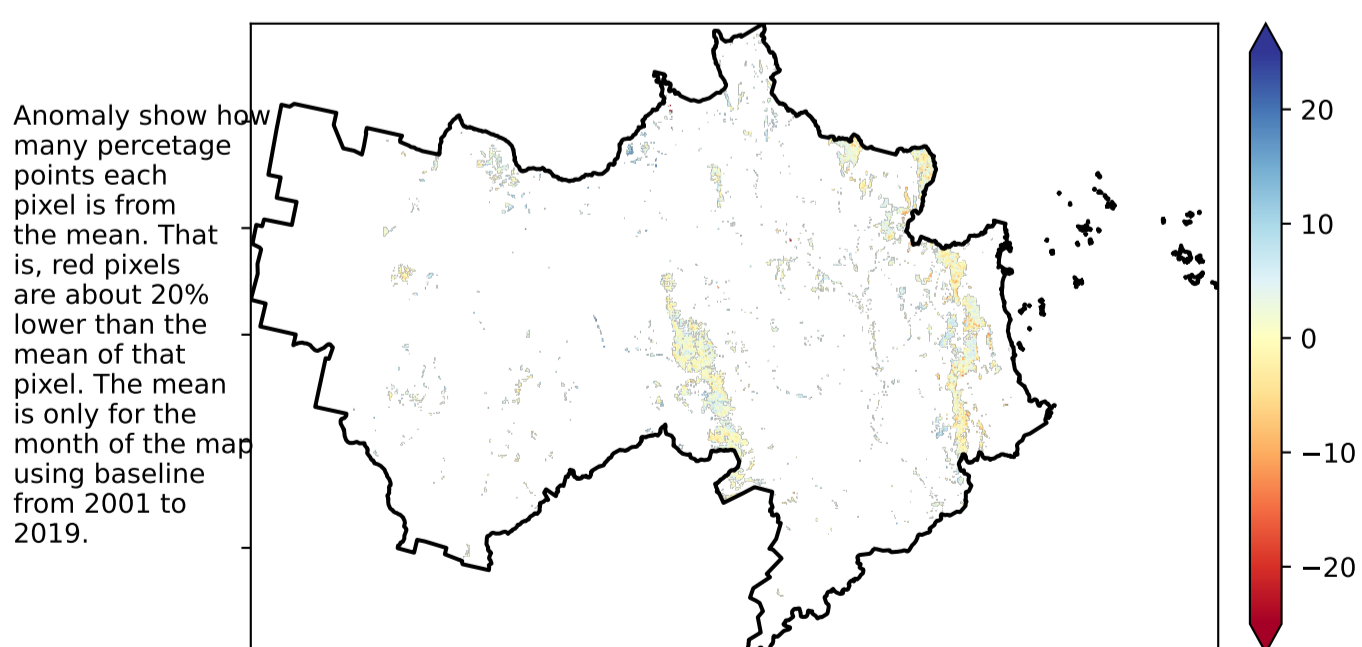 Anomaly show how
many percetage
points each
pixel is from
the mean. That
is, red pixels
are about 20%
lower than the
mean of that
pixel. The mean
is only for the
month of the map
using baseline
from 2001 to
2019.
20
10
0
−10
−20